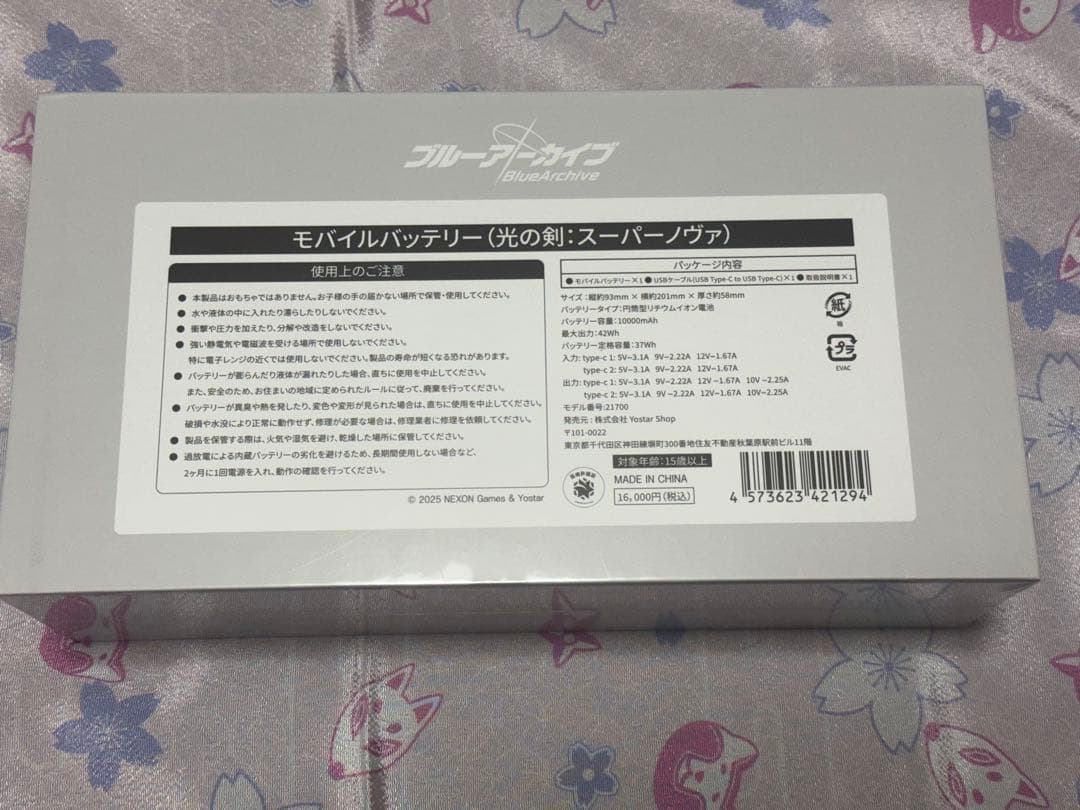 ブルーアーカイブ
BlueArchive
モバイルバッテリー(光の剣:スーパーノヴァ)
使用上のご注意
● 本製品はおもちゃではありません。お子様の手の届かない場所で保管・使用してください。
● 水や液体の中に入れたり濡らしたりしないでください。
● 衝撃や圧力を加えたり、分解や改造をしないでください。
● 強い静電気や電磁波を受ける場所で使用しないでください。
特に電子レンジの近くでは使用しないでください。製品の寿命が短くなる恐れがあります。
● バッテリーが膨らんだり液体が漏れたりした場合、直ちに使用を中止してください。
また、安全のため、お住まいの地域に定められたルールに従って、廃棄を行ってください。
● バッテリーが異臭や熱を発したり、変色や変形が見られた場合は、直ちに使用を中止してください。
破損や水没により正常に動作せず、修理が必要な場合は、修理業者に修理を依頼してください。
● 製品を保管する際は、火気や湿気を避け、乾燥した場所に保管してください。
● 過放電による内蔵バッテリーの劣化を避けるため、長期間使用しない場合など、
2ヶ月に1回電源を入れ、動作の確認を行ってください。
© 2025 NEXON Games & Yostar
パッケージ内容
● モバイルバッテリー×1 ● USBケーブル(USB Type-C to USB Type-C)×1 ● 取扱説明書×1
サイズ:縦約93mm × 横約201mm × 厚さ約58mm
バッテリータイプ:円筒型リチウムイオン電池
バッテリー容量:10000mAh
最大出力:42Wh
バッテリー定格容量:37Wh
入力: type-c 1: 5V⎓3.1A 9V⎓2.22A 12V⎓1.67A
type-c 2: 5V⎓3.1A 9V⎓2.22A 12V⎓1.67A
出力: type-c 1: 5V⎓3.1A 9V⎓2.22A 12V⎓1.67A 10V⎓2.25A
type-c 2: 5V⎓3.1A 9V⎓2.22A 12V⎓1.67A 10V⎓2.25A
モデル番号:21700
発売元:株式会社 Yostar Shop
〒101-0022
東京都千代田区神田練塀町300番地住友不動産秋葉原駅前ビル11階
対象年齢:15歳以上
MADE IN CHINA
16,000円(税込)
4 573623 421294
紙
箱
プラ
EVAC